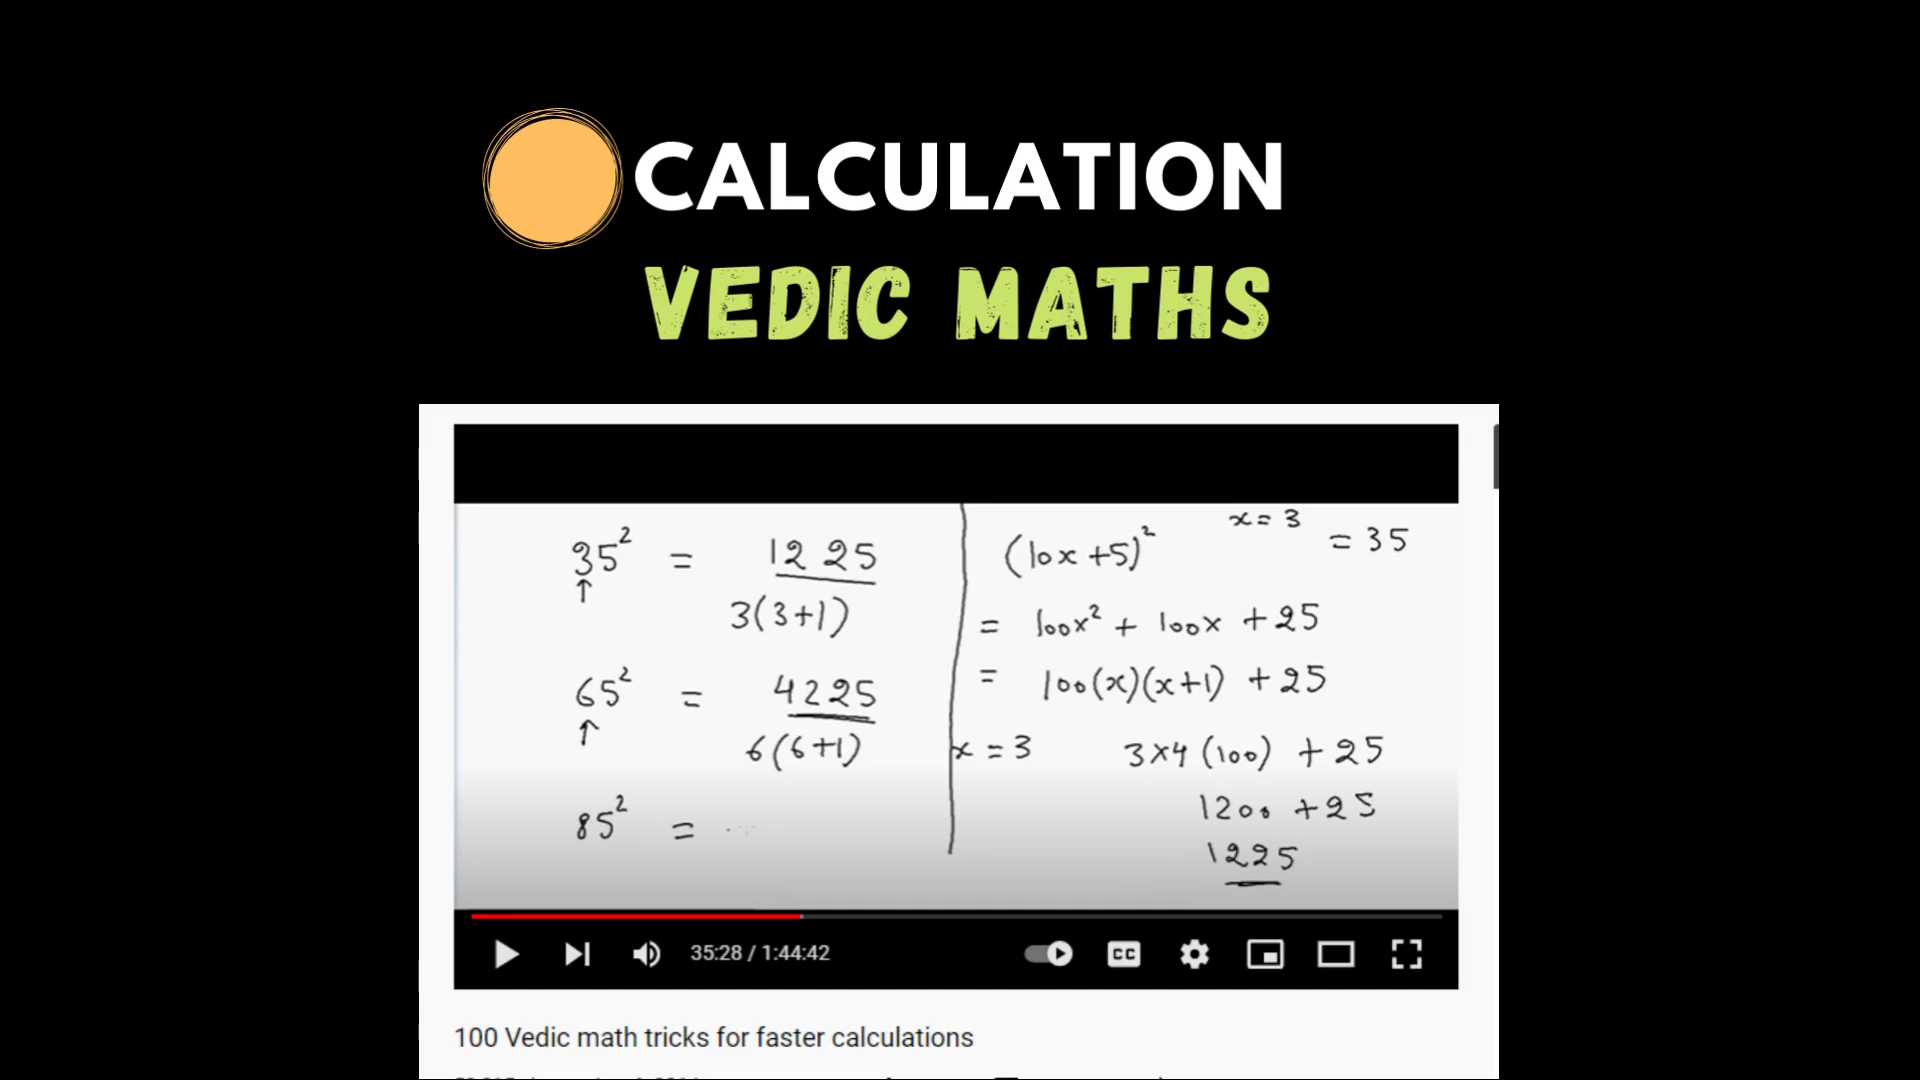 CALCULATION
VEDIC MATHS
35² = 1225
↑
3(3+1)
65² = 4225
↑
6(6+1)
85² =
x = 3
(10x +5)² = 35
= 100x² + 100x + 25
= 100(x)(x+1) + 25
x = 3 3×4 (100) + 25
1200 + 25
1225
35:28 / 1:44:42
CC
100 Vedic math tricks for faster calculations